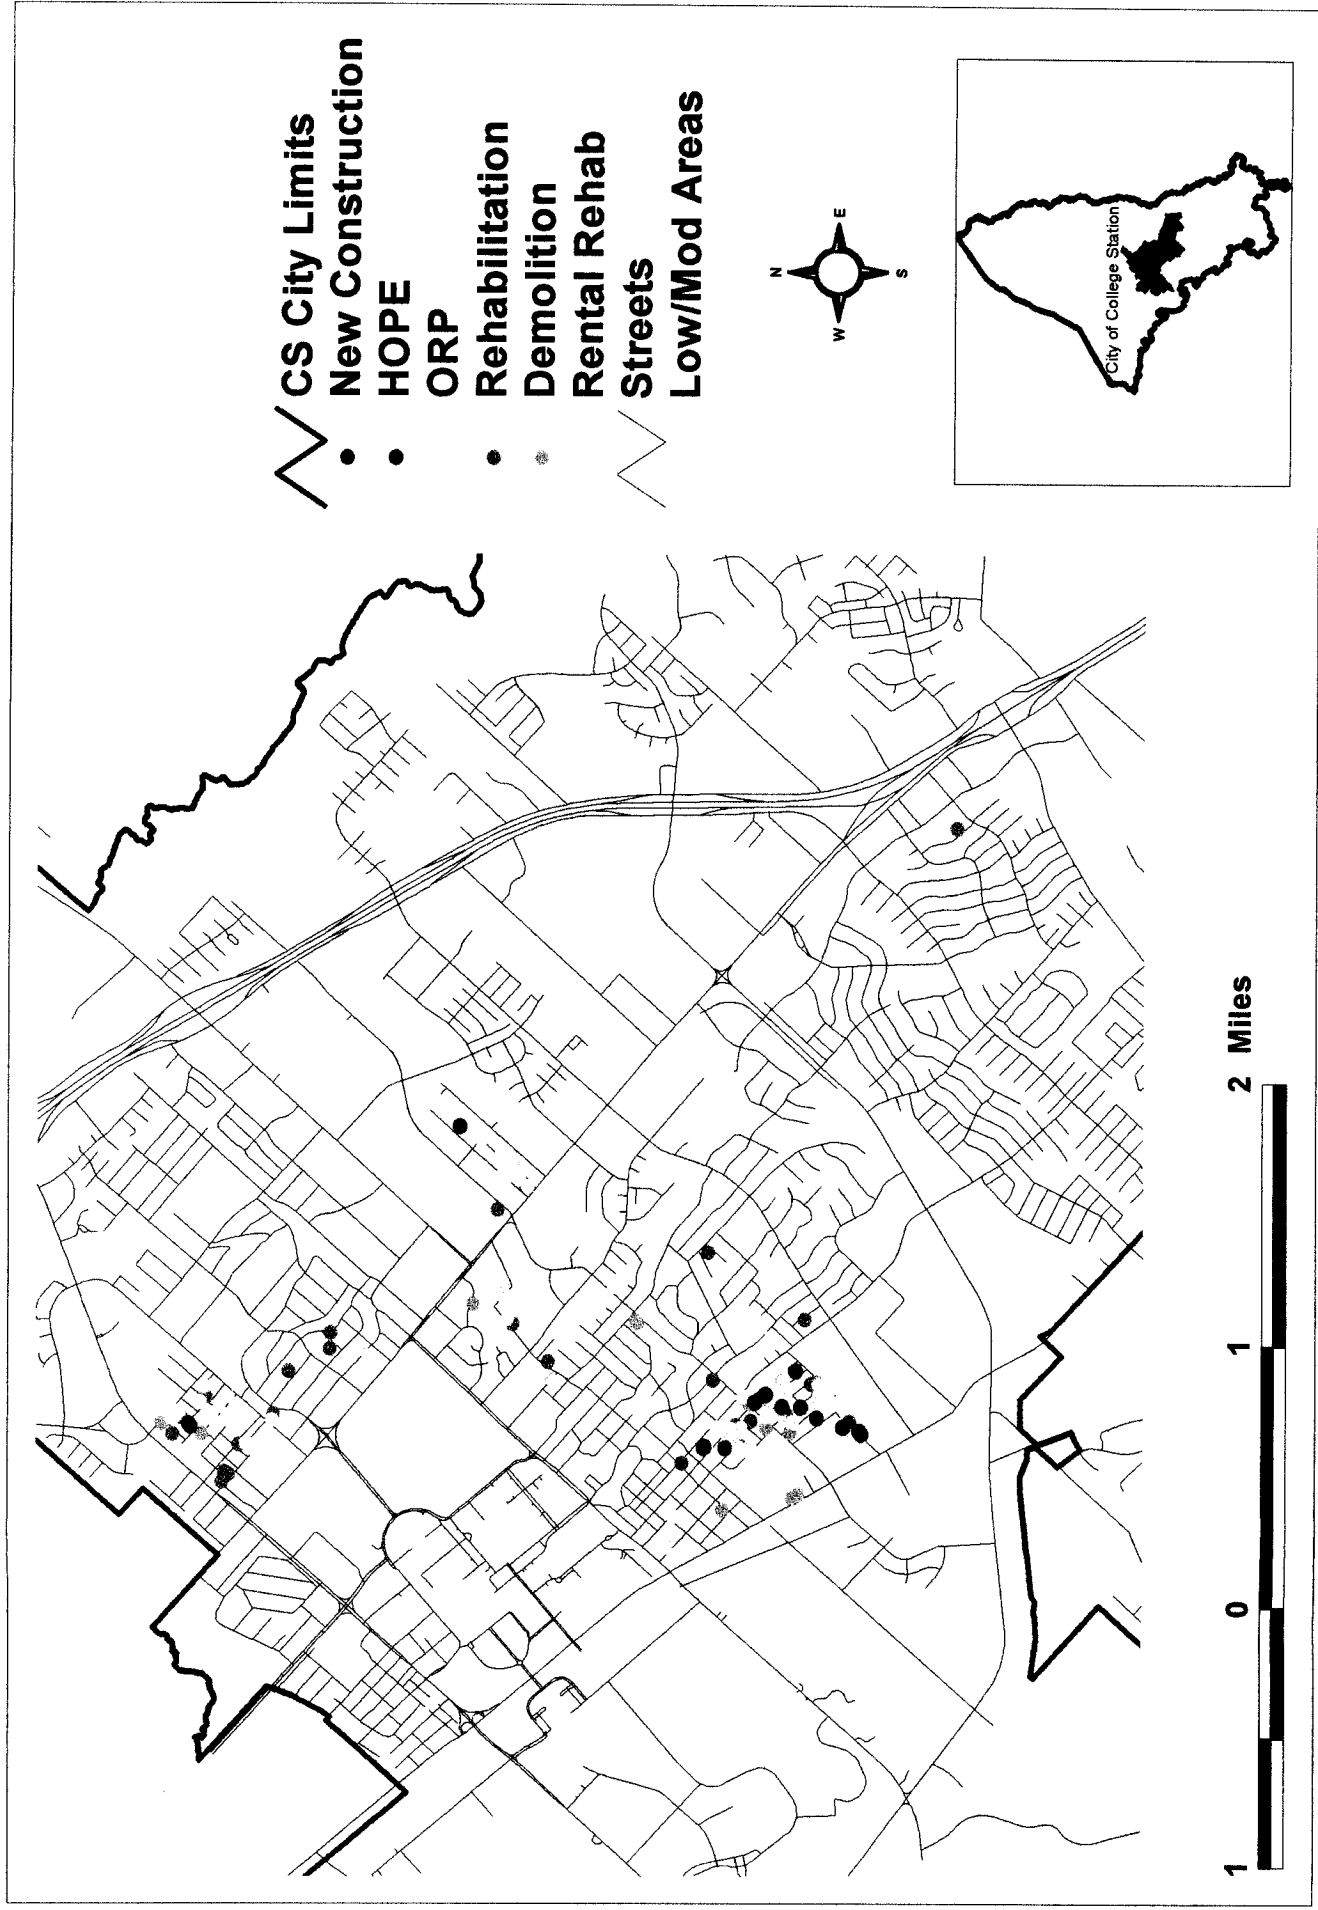 CS City Limits
New Construction
HOPE
ORP
Rehabilitation
Demolition
Rental Rehab
Streets
Low/Mod Areas
N
W
E
S
City of College Station
1
0
1
2 Miles